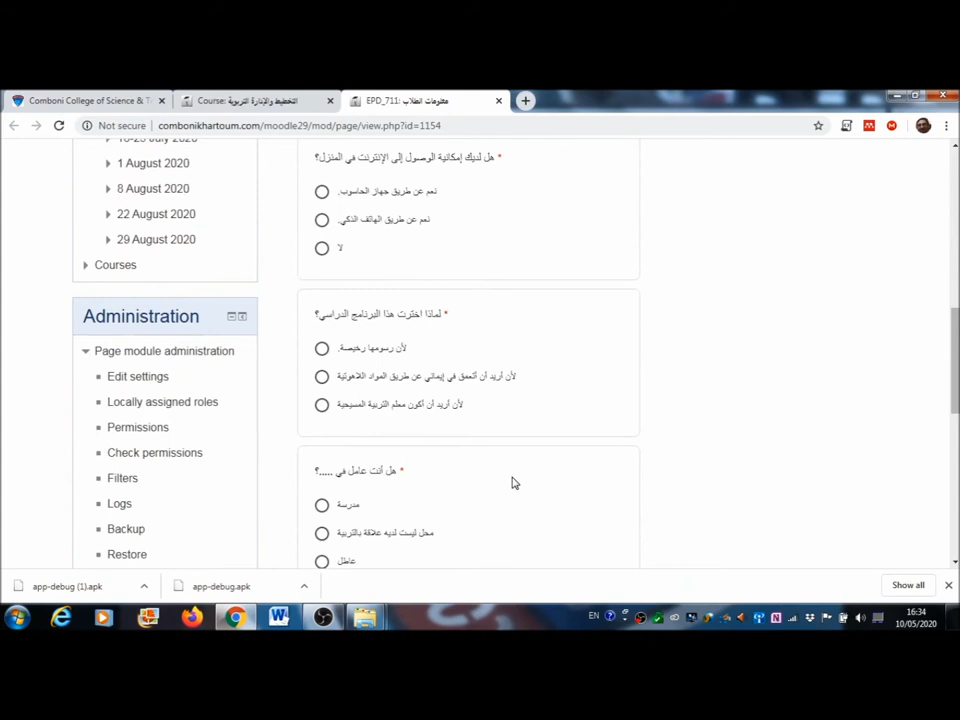 Comboni College of Science & T
Course: التخطيط والإدارة التربوية
EPD_711: معلومات الطلاب
Not secure
combonikhartoum.com/moodle29/mod/page/view.php?id=1154
1 August 2020
8 August 2020
22 August 2020
29 August 2020
Courses
Administration
Page module administration
Edit settings
Locally assigned roles
Permissions
Check permissions
Filters
Logs
Backup
Restore
هل لديك إمكانية الوصول إلى الإنترنت في المنزل؟ *
نعم عن طريق جهاز الحاسوب.
نعم عن طريق الهاتف الذكي.
لا
لماذا اخترت هذا البرنامج الدراسي؟ *
لأن رسومها رخيصة.
لأن أريد أن أتعمق في إيماني عن طريق المواد اللاهوتية
لأن أريد أن أكون معلم التربية المسيحية
هل أنت عامل في .....؟ *
مدرسة
محل ليست لديه علاقة بالتربية
عاطل
app-debug (1).apk
app-debug.apk
Show all
EN
16:34
10/05/2020